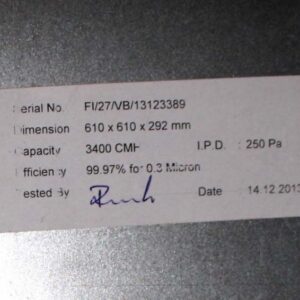 Serial No. FI/27/VB/13123389
Dimension 610 x 610 x 292 mm
Capacity 3400 CMH I.P.D. : 250 Pa
Efficiency 99.97% for 0.3 Micron
Tested By Date : 14.12.2013